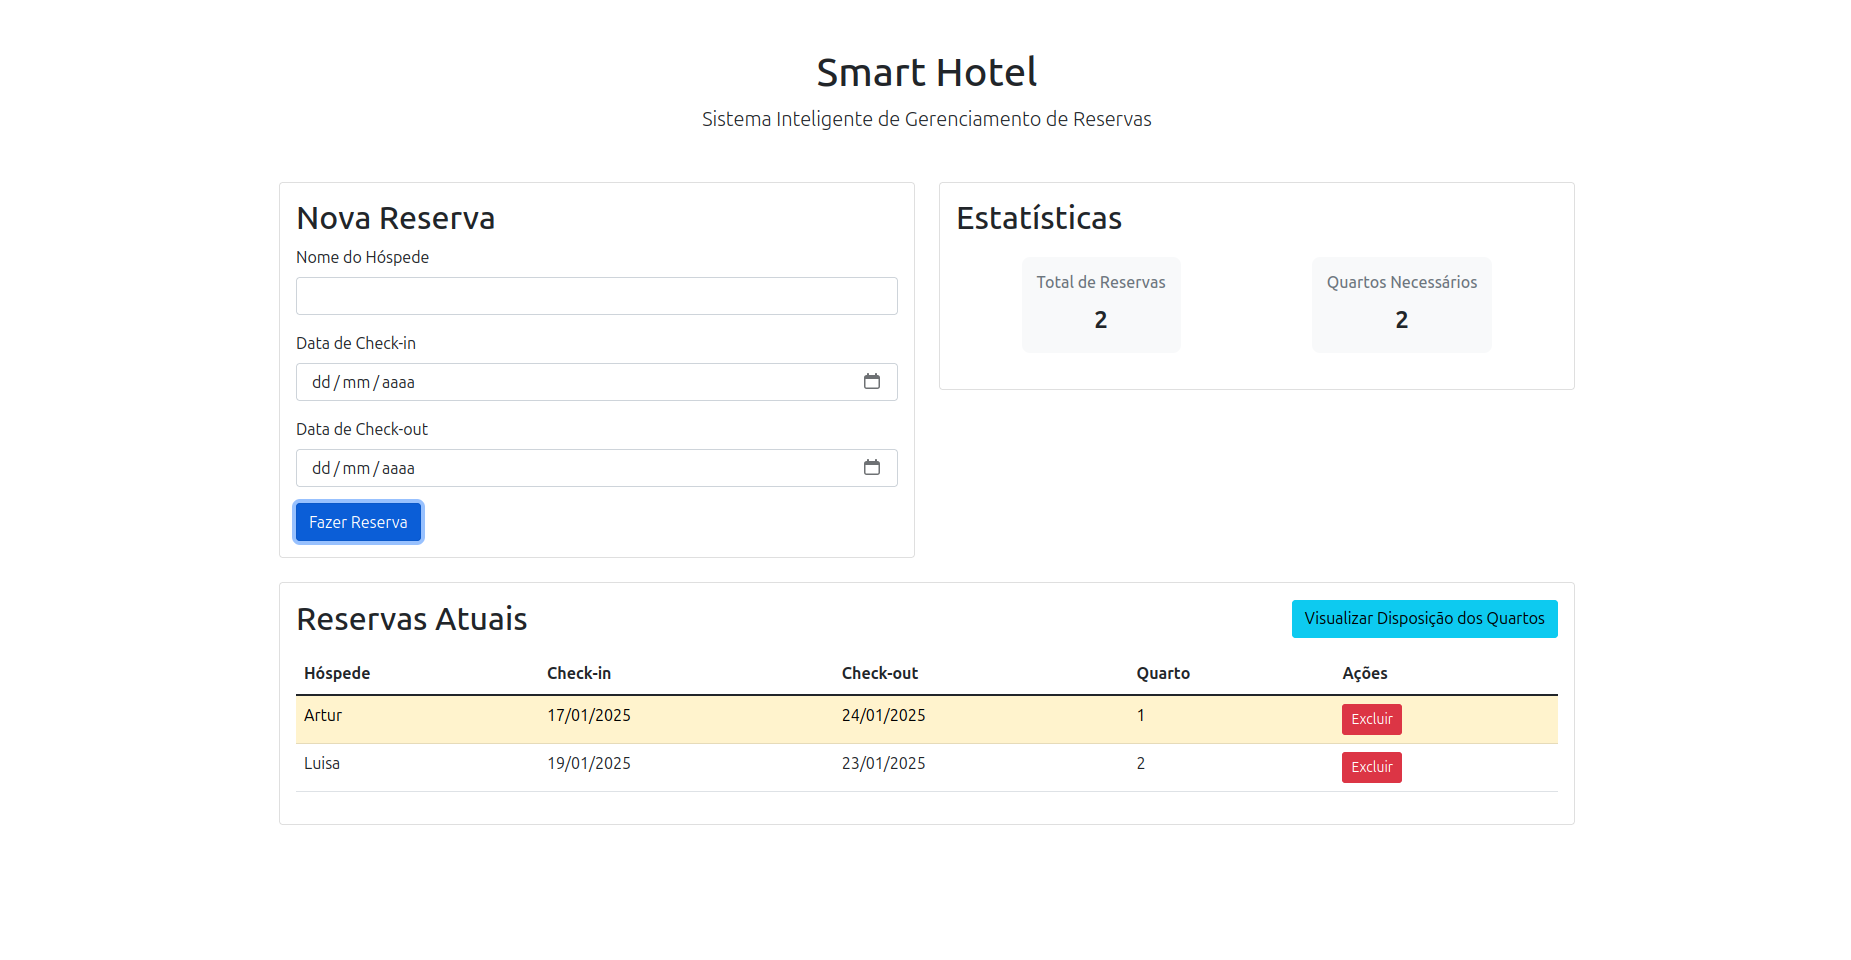 Smart Hotel
Sistema Inteligente de Gerenciamento de Reservas
Nova Reserva
Nome do Hóspede
Data de Check-in
dd/mm/aaaa
Data de Check-out
dd/mm/aaaa
Fazer Reserva
Estatísticas
Total de Reservas
2
Quartos Necessários
2
Reservas Atuais
Visualizar Disposição dos Quartos
Hóspede Check-in Check-out Quarto Ações
Artur 17/01/2025 24/01/2025 1 Excluir
Luisa 19/01/2025 23/01/2025 2 Excluir